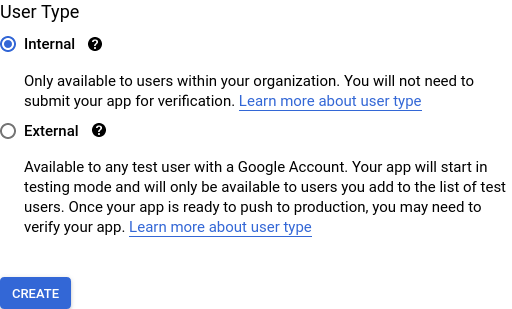 User Type
Internal ?
Only available to users within your organization. You will not need to
submit your app for verification. Learn more about user type
External ?
Available to any test user with a Google Account. Your app will start in
testing mode and will only be available to users you add to the list of test
users. Once your app is ready to push to production, you may need to
verify your app. Learn more about user type
CREATE